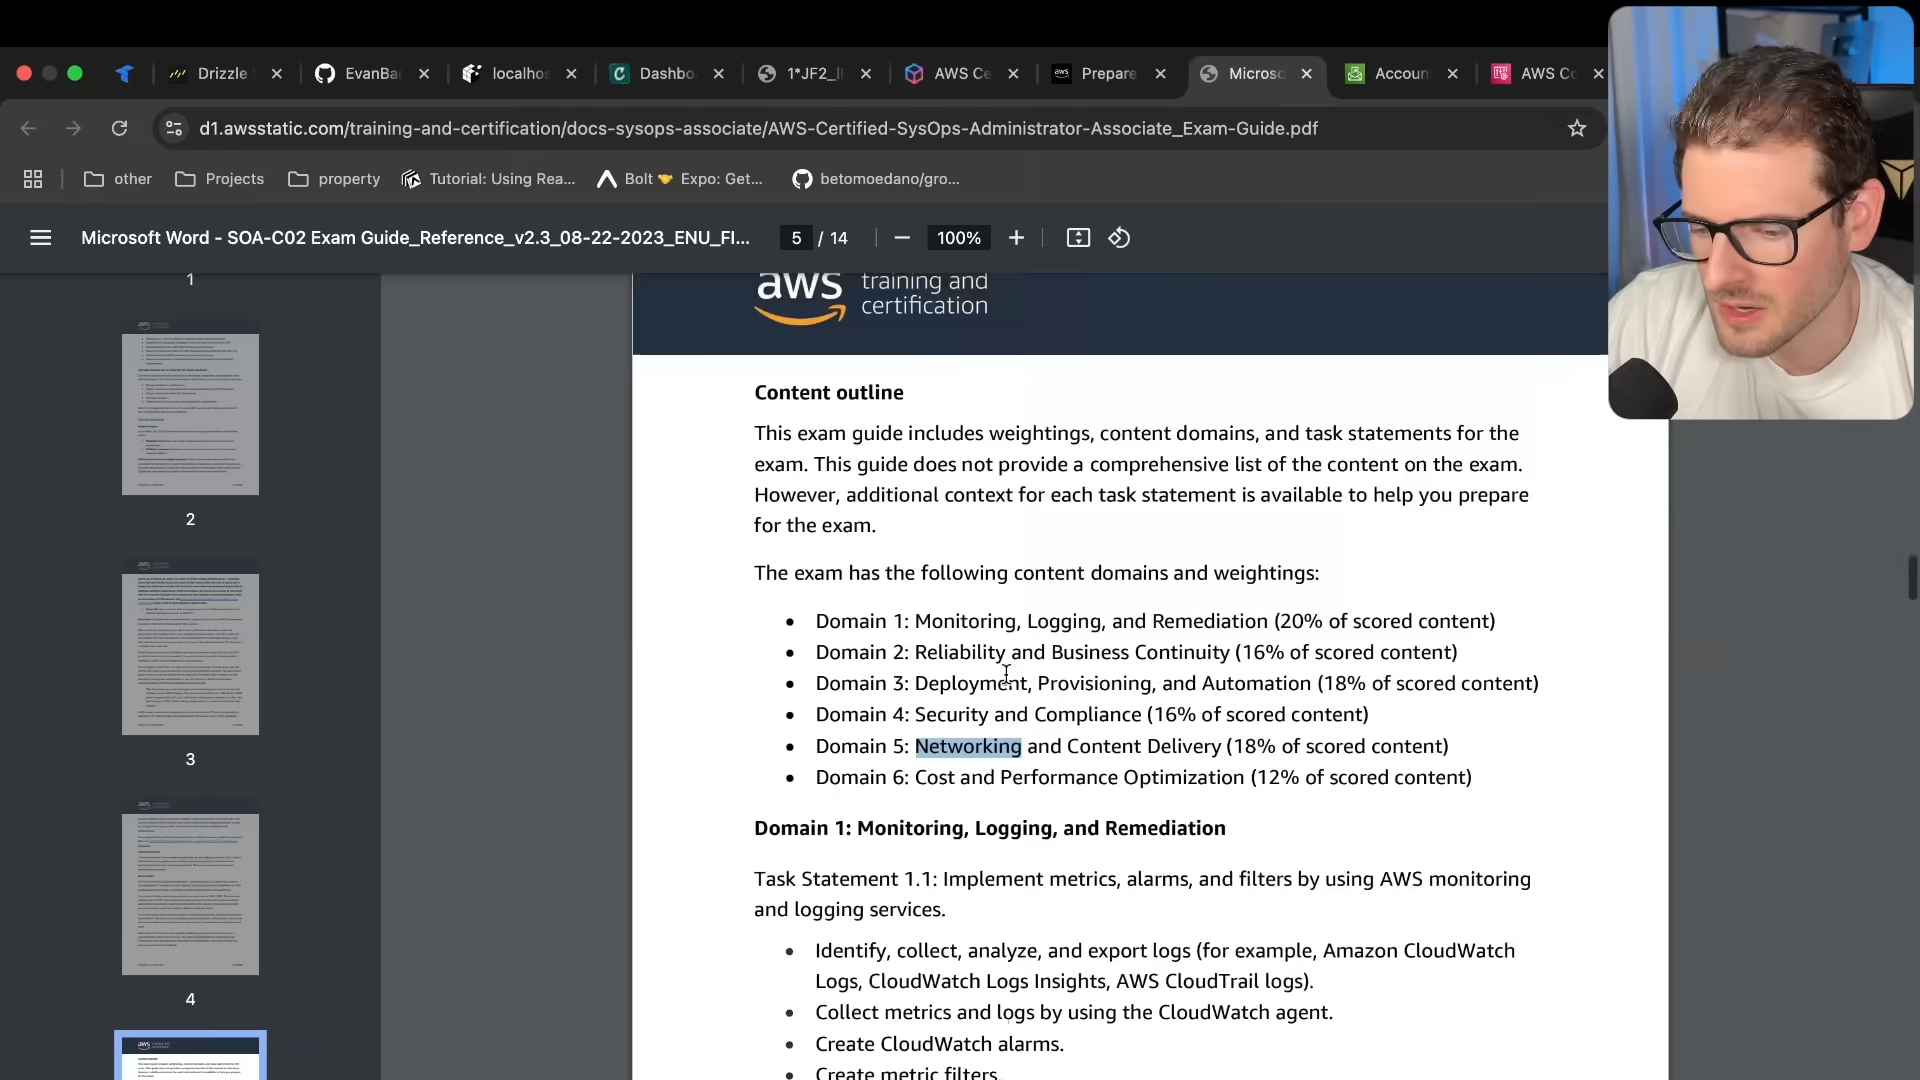 Drizzle
EvanBa
localhos
Dashbo
1*JF2_l
AWS Ce
Prepare
Microso
Accoun
AWS Co
d1.awsstatic.com/training-and-certification/docs-sysops-associate/AWS-Certified-SysOps-Administrator-Associate_Exam-Guide.pdf
other
Projects
property
Tutorial: Using Rea...
Bolt 🤝 Expo: Get...
betomoedano/gro...
Microsoft Word - SOA-C02 Exam Guide_Reference_v2.3_08-22-2023_ENU_FI...
5 / 14
100%
1
2
3
4
aws training and
certification
Content outline
This exam guide includes weightings, content domains, and task statements for the
exam. This guide does not provide a comprehensive list of the content on the exam.
However, additional context for each task statement is available to help you prepare
for the exam.
The exam has the following content domains and weightings:
• Domain 1: Monitoring, Logging, and Remediation (20% of scored content)
• Domain 2: Reliability and Business Continuity (16% of scored content)
• Domain 3: Deployment, Provisioning, and Automation (18% of scored content)
• Domain 4: Security and Compliance (16% of scored content)
• Domain 5: Networking and Content Delivery (18% of scored content)
• Domain 6: Cost and Performance Optimization (12% of scored content)
Domain 1: Monitoring, Logging, and Remediation
Task Statement 1.1: Implement metrics, alarms, and filters by using AWS monitoring
and logging services.
• Identify, collect, analyze, and export logs (for example, Amazon CloudWatch
Logs, CloudWatch Logs Insights, AWS CloudTrail logs).
• Collect metrics and logs by using the CloudWatch agent.
• Create CloudWatch alarms.
• Create metric filters.